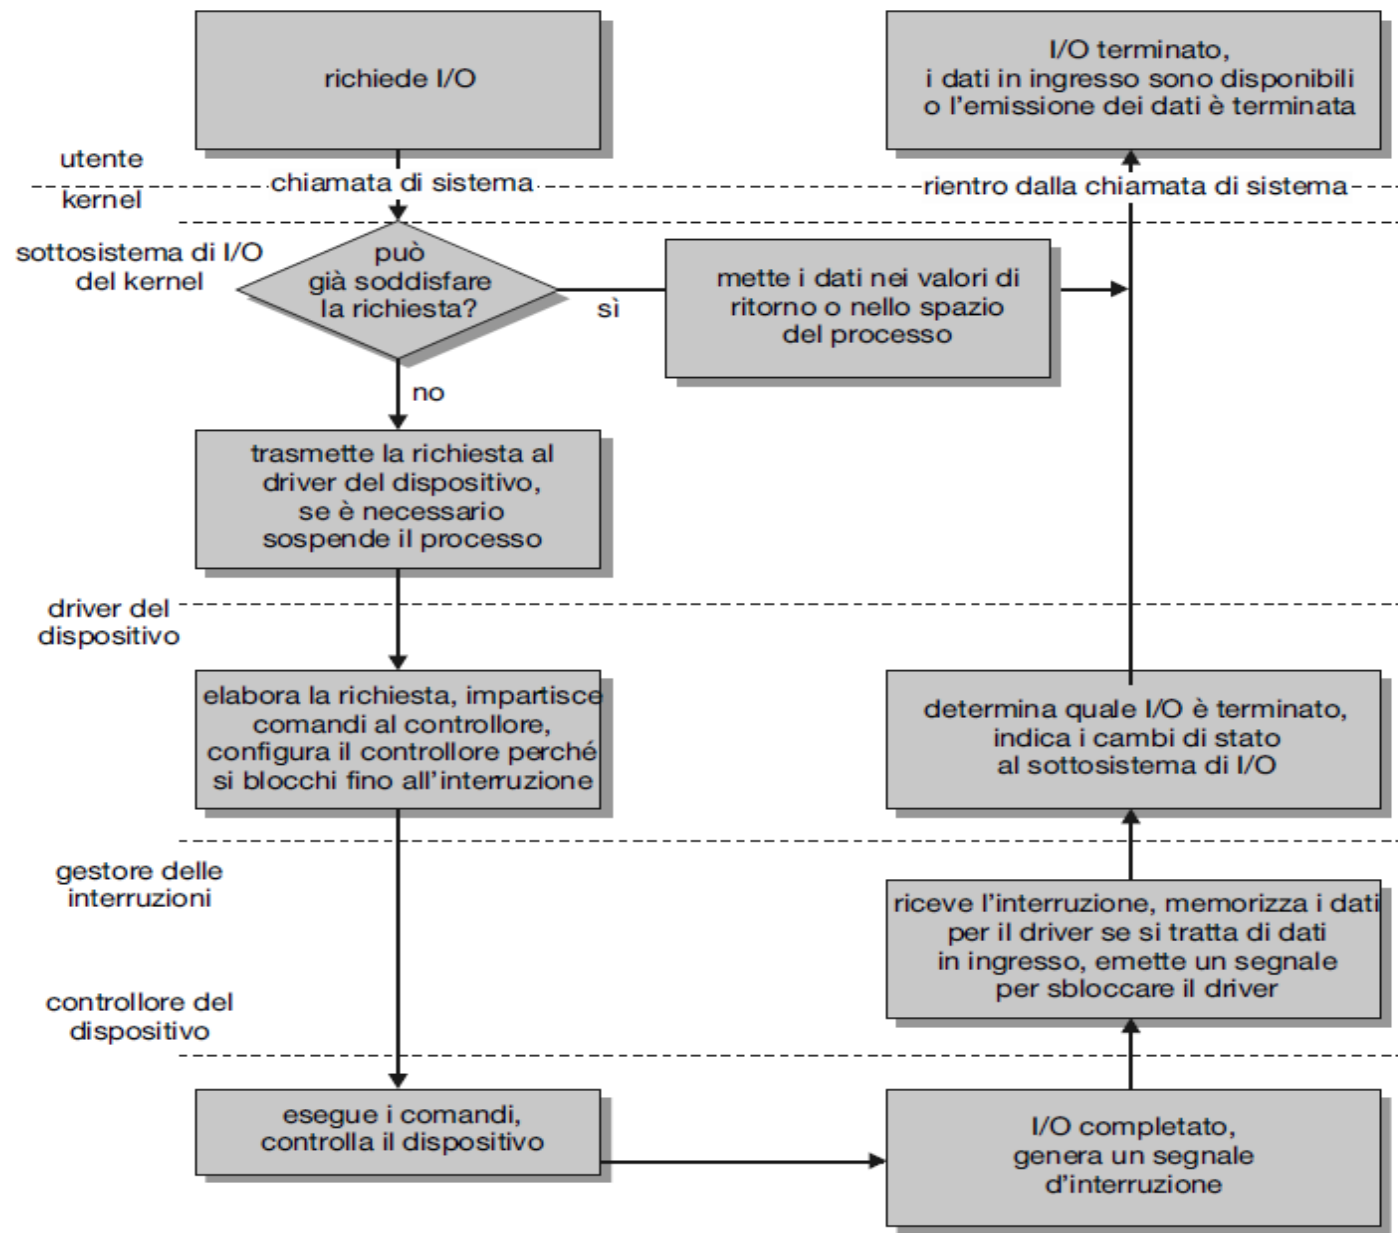 richiede I/O
I/O terminato,
i dati in ingresso sono disponibili
o l'emissione dei dati è terminata
utente
chiamata di sistema
rientro dalla chiamata di sistema
kernel
sottosistema di I/O
del kernel
può
già soddisfare
la richiesta?
sì
mette i dati nei valori di
ritorno o nello spazio
del processo
no
trasmette la richiesta al
driver del dispositivo,
se è necessario
sospende il processo
driver del
dispositivo
elabora la richiesta, impartisce
comandi al controllore,
configura il controllore perché
si blocchi fino all'interruzione
determina quale I/O è terminato,
indica i cambi di stato
al sottosistema di I/O
gestore delle
interruzioni
riceve l'interruzione, memorizza i dati
per il driver se si tratta di dati
in ingresso, emette un segnale
per sbloccare il driver
controllore del
dispositivo
esegue i comandi,
controlla il dispositivo
I/O completato,
genera un segnale
d'interruzione